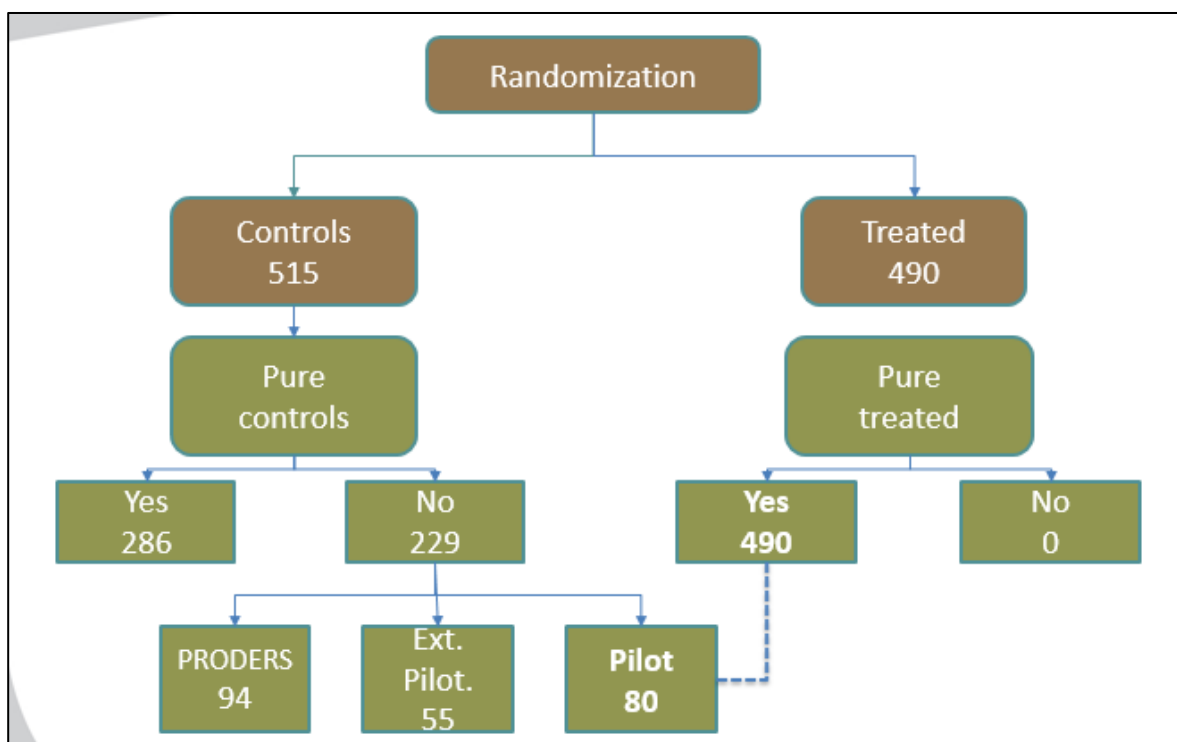 Randomization
Controls
515
Treated
490
Pure
controls
Pure
treated
Yes
286
No
229
Yes
490
No
0
PRODERS
94
Ext.
Pilot.
55
Pilot
80